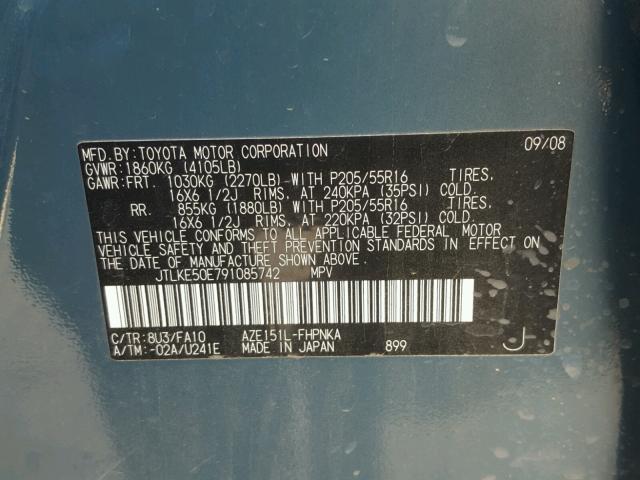 MFD.BY:TOYOTA MOTOR CORPORATION 09/08
GVWR:1860KG (4105LB)
GAWR:FRT. 1030KG (2270LB)-WITH P205/55R16 TIRES,
16X6 1/2J RIMS, AT 240KPA (35PSI) COLD.
RR. 855KG (1880LB)-WITH P205/55R16 TIRES,
16X6 1/2J RIMS, AT 220KPA (32PSI) COLD.
THIS VEHICLE CONFORMS TO ALL APPLICABLE FEDERAL MOTOR
VEHICLE SAFETY AND THEFT PREVENTION STANDARDS IN EFFECT ON
THE DATE OF MANUFACTURE SHOWN ABOVE.
JTLKE50E791085742 MPV
C/TR:8U3/FA10 AZE151L-FHPNKA
A/TM:-02A/U241E MADE IN JAPAN 899 J